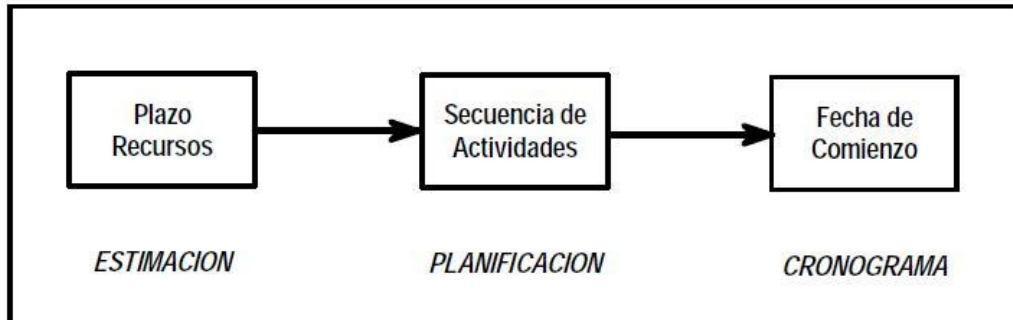 Plazo
Recursos
Secuencia de
Actividades
Fecha de
Comienzo
ESTIMACION
PLANIFICACION
CRONOGRAMA